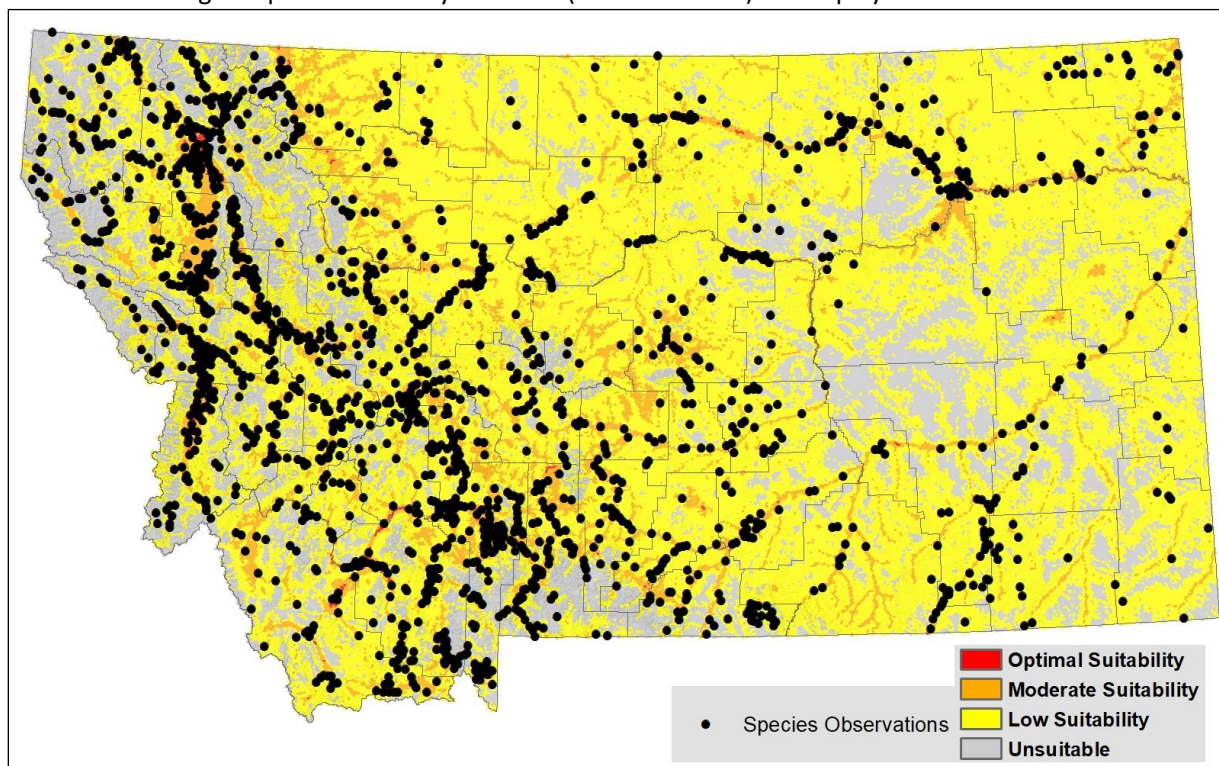 Species Observations
Optimal Suitability
Moderate Suitability
Low Suitability
Unsuitable